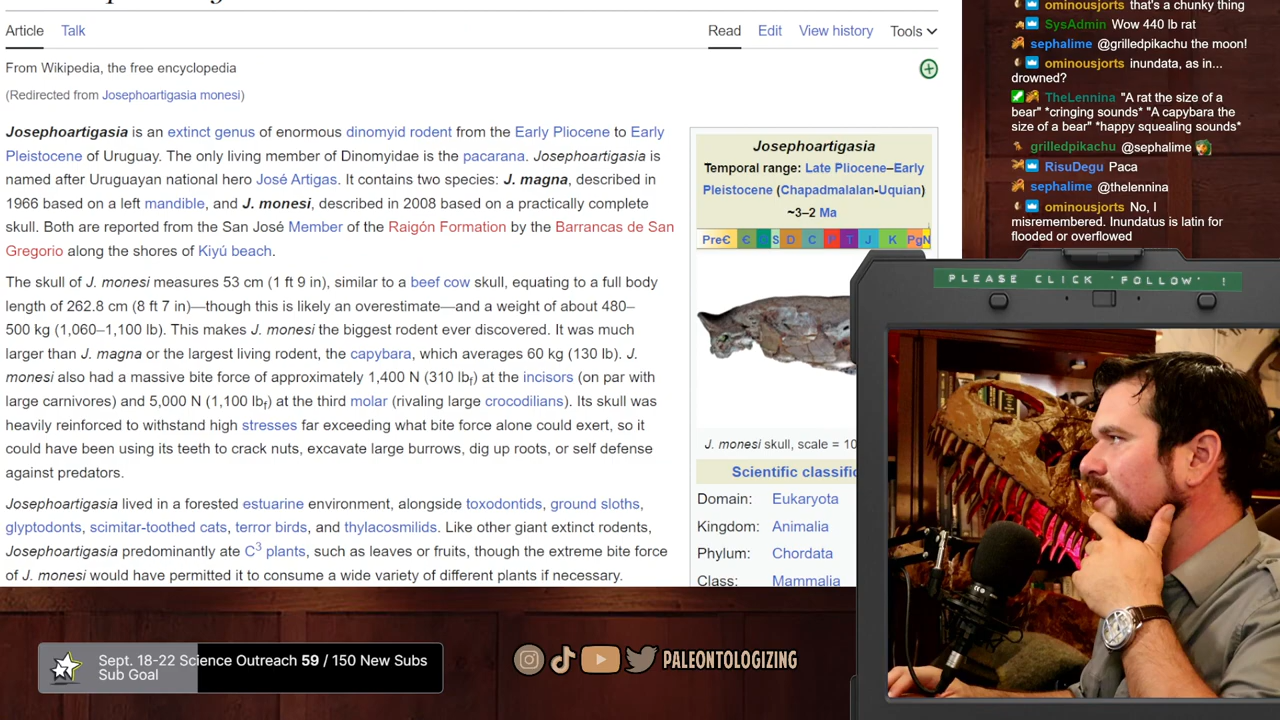 Article
Talk
Read
Edit
View history
Tools
From Wikipedia, the free encyclopedia
(Redirected from Josephoartigasia monesi)
Josephoartigasia is an extinct genus of enormous dinomyid rodent from the Early Pliocene to Early
Pleistocene of Uruguay. The only living member of Dinomyidae is the pacarana. Josephoartigasia is
named after Uruguayan national hero José Artigas. It contains two species: J. magna, described in
1966 based on a left mandible, and J. monesi, described in 2008 based on a practically complete
skull. Both are reported from the San José Member of the Raigón Formation by the Barrancas de San
Gregorio along the shores of Kiyú beach.
The skull of J. monesi measures 53 cm (1 ft 9 in), similar to a beef cow skull, equating to a full body
length of 262.8 cm (8 ft 7 in)—though this is likely an overestimate—and a weight of about 480–
500 kg (1,060–1,100 lb). This makes J. monesi the biggest rodent ever discovered. It was much
larger than J. magna or the largest living rodent, the capybara, which averages 60 kg (130 lb). J.
monesi also had a massive bite force of approximately 1,400 N (310 lbf) at the incisors (on par with
large carnivores) and 5,000 N (1,100 lbf) at the third molar (rivaling large crocodilians). Its skull was
heavily reinforced to withstand high stresses far exceeding what bite force alone could exert, so it
could have been using its teeth to crack nuts, excavate large burrows, dig up roots, or self defense
against predators.
Josephoartigasia lived in a forested estuarine environment, alongside toxodontids, ground sloths,
glyptodonts, scimitar-toothed cats, terror birds, and thylacosmilids. Like other giant extinct rodents,
Josephoartigasia predominantly ate C3 plants, such as leaves or fruits, though the extreme bite force
of J. monesi would have permitted it to consume a wide variety of different plants if necessary.
Josephoartigasia
Temporal range: Late Pliocene–Early
Pleistocene (Chapadmalalan-Uquian)
~3–2 Ma
PreЄ Є O S D C P T J K Pg N
J. monesi skull, scale = 10
Scientific classific
Domain: Eukaryota
Kingdom: Animalia
Phylum: Chordata
Class: Mammalia
ominousjorts that's a chunky thing
SysAdmin Wow 440 lb rat
sephalime @grilledpikachu the moon!
ominousjorts inundata, as in...
drowned?
TheLennina "A rat the size of a
bear" *cringing sounds* "A capybara the
size of a bear" *happy squealing sounds*
grilledpikachu @sephalime
RisuDegu Paca
sephalime @thelennina
ominousjorts No, I
misremembered. Inundatus is latin for
flooded or overflowed
PLEASE CLICK 'FOLLOW' !
Sept. 18-22 Science Outreach 59 / 150 New Subs
Sub Goal
PALEONTOLOGIZING